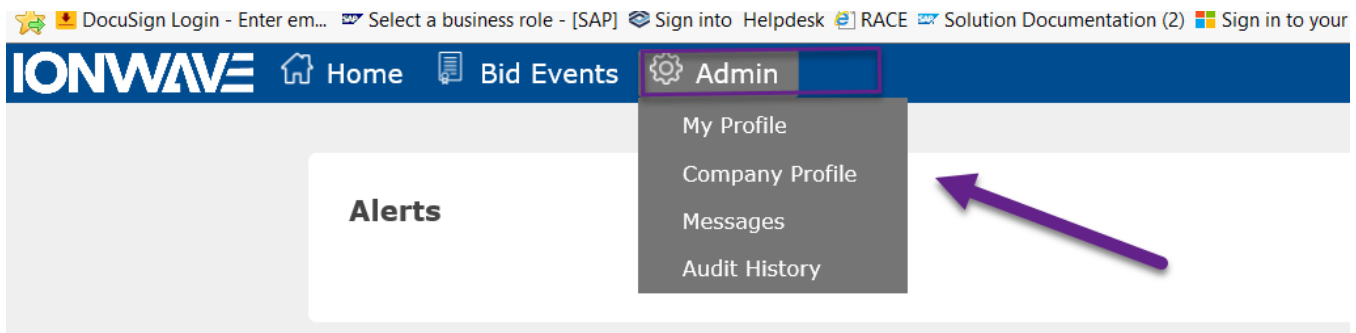 DocuSign Login - Enter em... Select a business role - [SAP] Sign into Helpdesk RACE Solution Documentation (2) Sign in to your
IONWAVE Home Bid Events Admin
My Profile
Company Profile
Alerts
Messages
Audit History